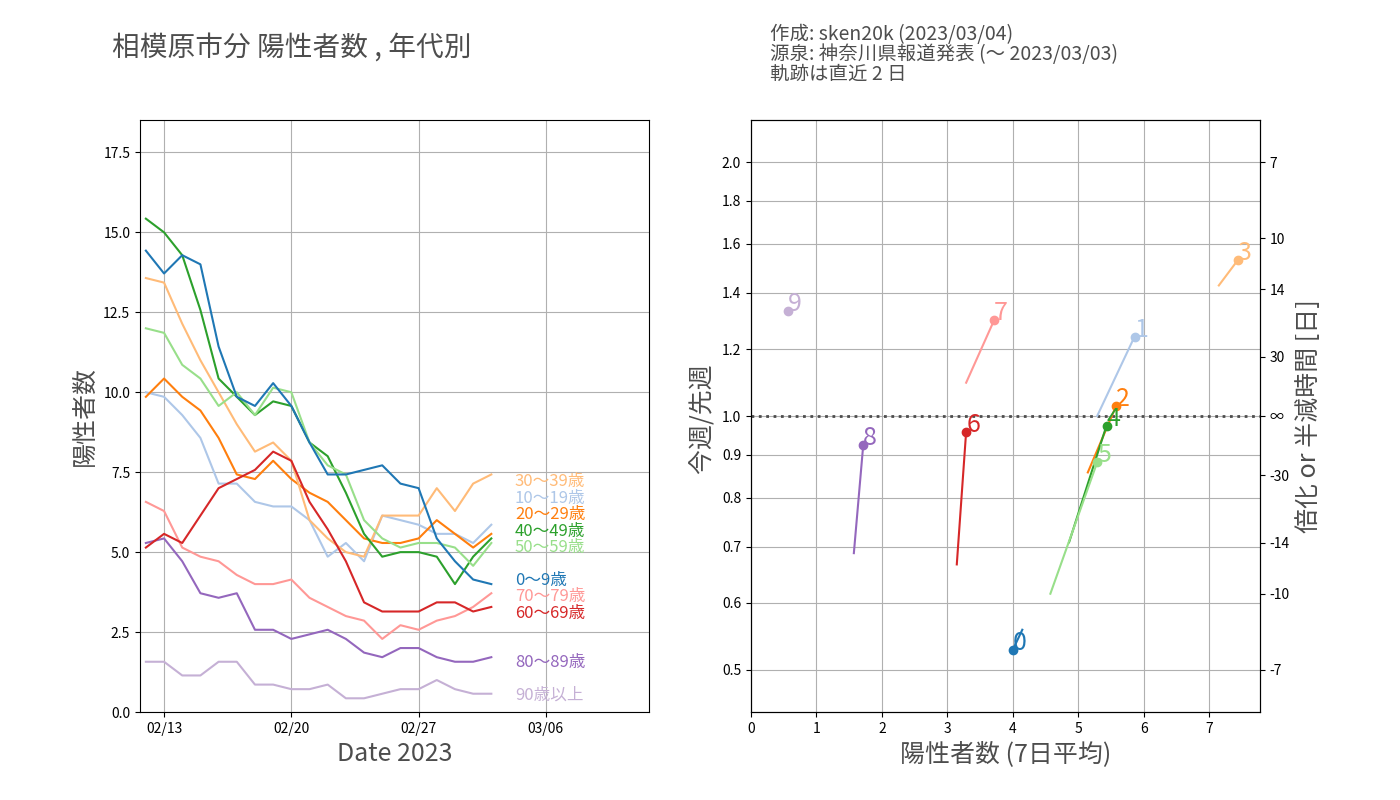 相模原市分 陽性者数 , 年代別
作成: sken20k (2023/03/04)
源泉: 神奈川県報道発表 (～ 2023/03/03)
軌跡は直近 2 日
陽性者数
17.5
15.0
12.5
10.0
7.5
5.0
2.5
0.0
02/13
02/20
02/27
03/06
Date 2023
30～39歳
10～19歳
20～29歳
40～49歳
50～59歳
0～9歳
70～79歳
60～69歳
80～89歳
90歳以上
今週/先週
2.0
1.8
1.6
1.4
1.2
1.0
0.9
0.8
0.7
0.6
0.5
0
1
2
3
4
5
6
7
陽性者数 (7日平均)
7
10
14
30
∞
-30
-14
-10
-7
倍化 or 半減時間 [日]
3
9
7
1
2
4
6
8
5
0